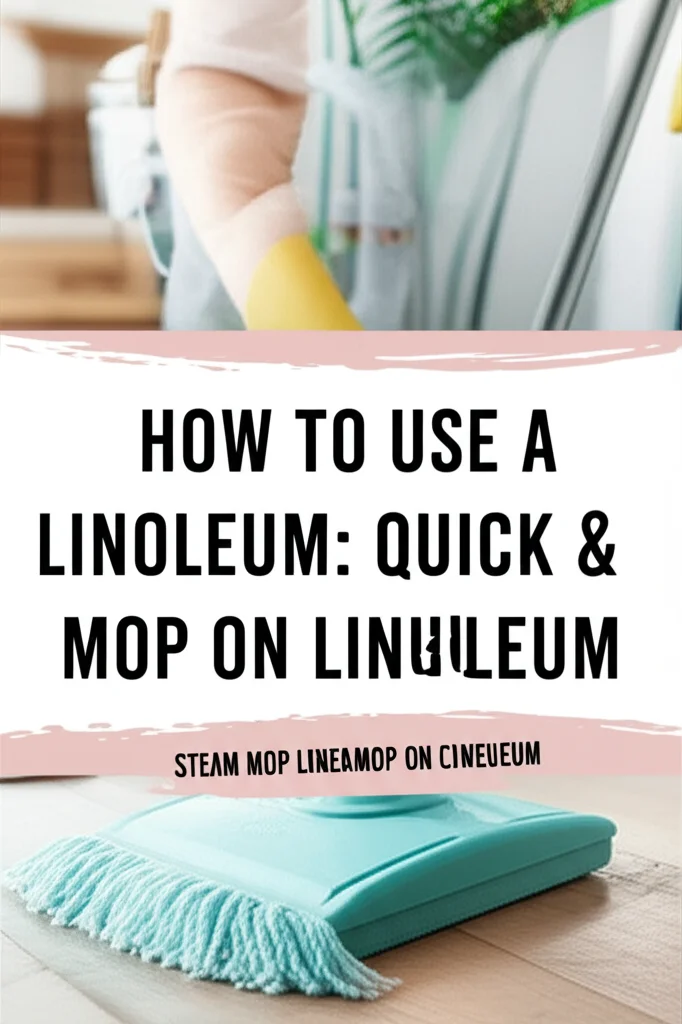 HOW TO USE A
LINOLEUM: QUICK &
MOP ON
STEAM MOP LINEAMOP ON CINEUEUM